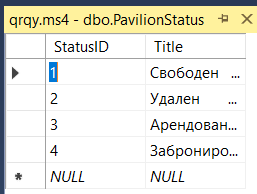 qrqy.ms4 - dbo.PavilionStatus
StatusID Title
1 Свободен ...
2 Удален ...
3 Арендован...
4 Заброниро...
NULL NULL